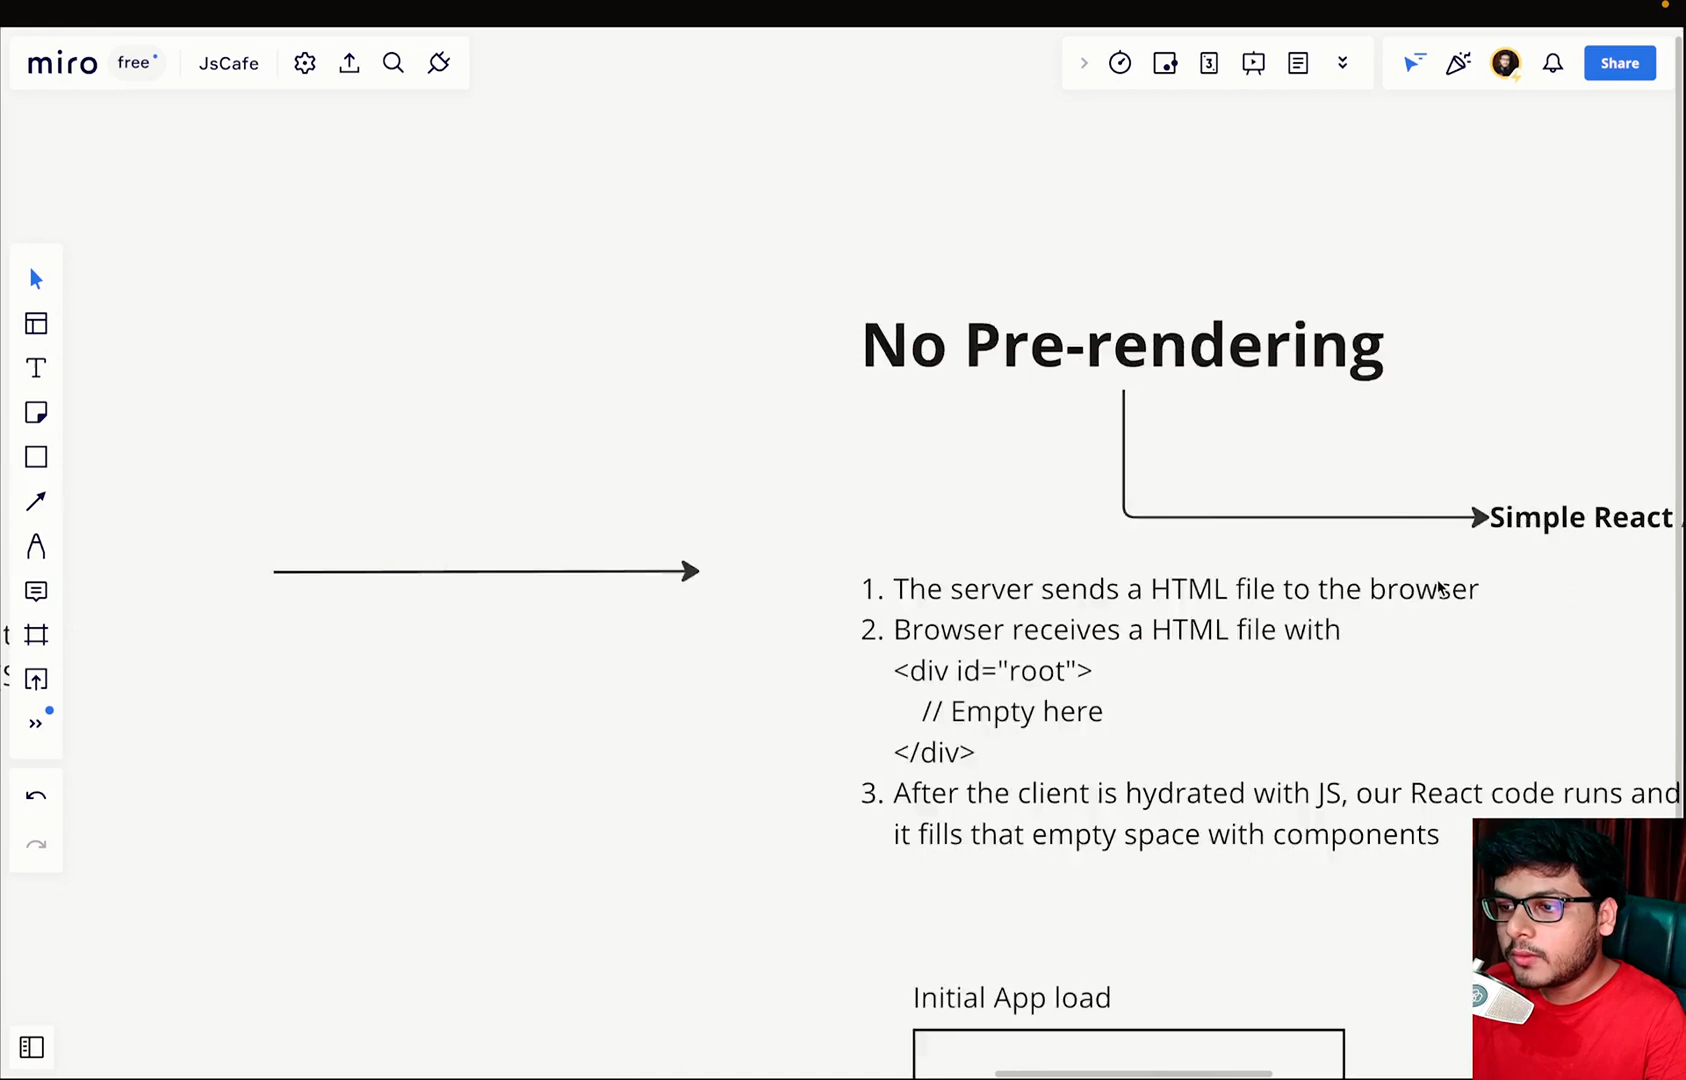 miro free JsCafe
3
Share
No Pre-rendering
Simple React
1. The server sends a HTML file to the browser
2. Browser receives a HTML file with
<div id="root">
// Empty here
</div>
3. After the client is hydrated with JS, our React code runs and
it fills that empty space with components
Initial App load